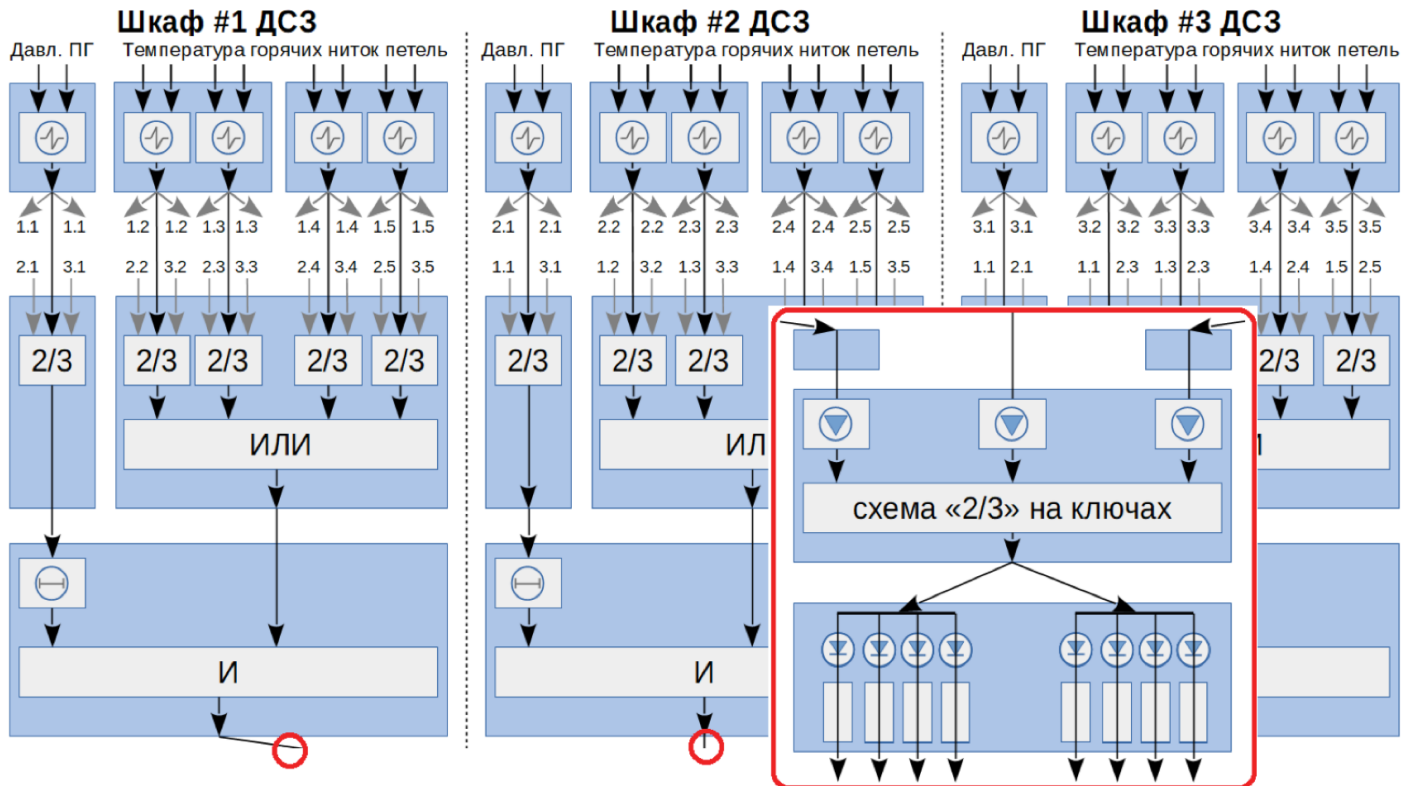 Шкаф #1 ДСЗ
Давл. ПГ Температура горячих ниток петель
1.1 1.1 1.2 1.2 1.3 1.3 1.4 1.4 1.5 1.5
2.1 3.1 2.2 3.2 2.3 3.3 2.4 3.4 2.5 3.5
2/3 2/3 2/3 2/3 2/3
ИЛИ
И
Шкаф #2 ДСЗ
Давл. ПГ Температура горячих ниток петель
2.1 2.1 2.2 2.2 2.3 2.3 2.4 2.4 2.5 2.5
1.1 3.1 1.2 3.2 1.3 3.3 1.4 3.4 1.5 3.5
2/3 2/3 2/3
ИЛ
И
Шкаф #3 ДСЗ
Давл. ПГ Температура горячих ниток петель
3.1 3.1 3.2 3.2 3.3 3.3 3.4 3.4 3.5 3.5
1.1 2.1 1.1 2.3 1.3 2.3 1.4 2.4 1.5 2.5
2/3 2/3
схема «2/3» на ключах